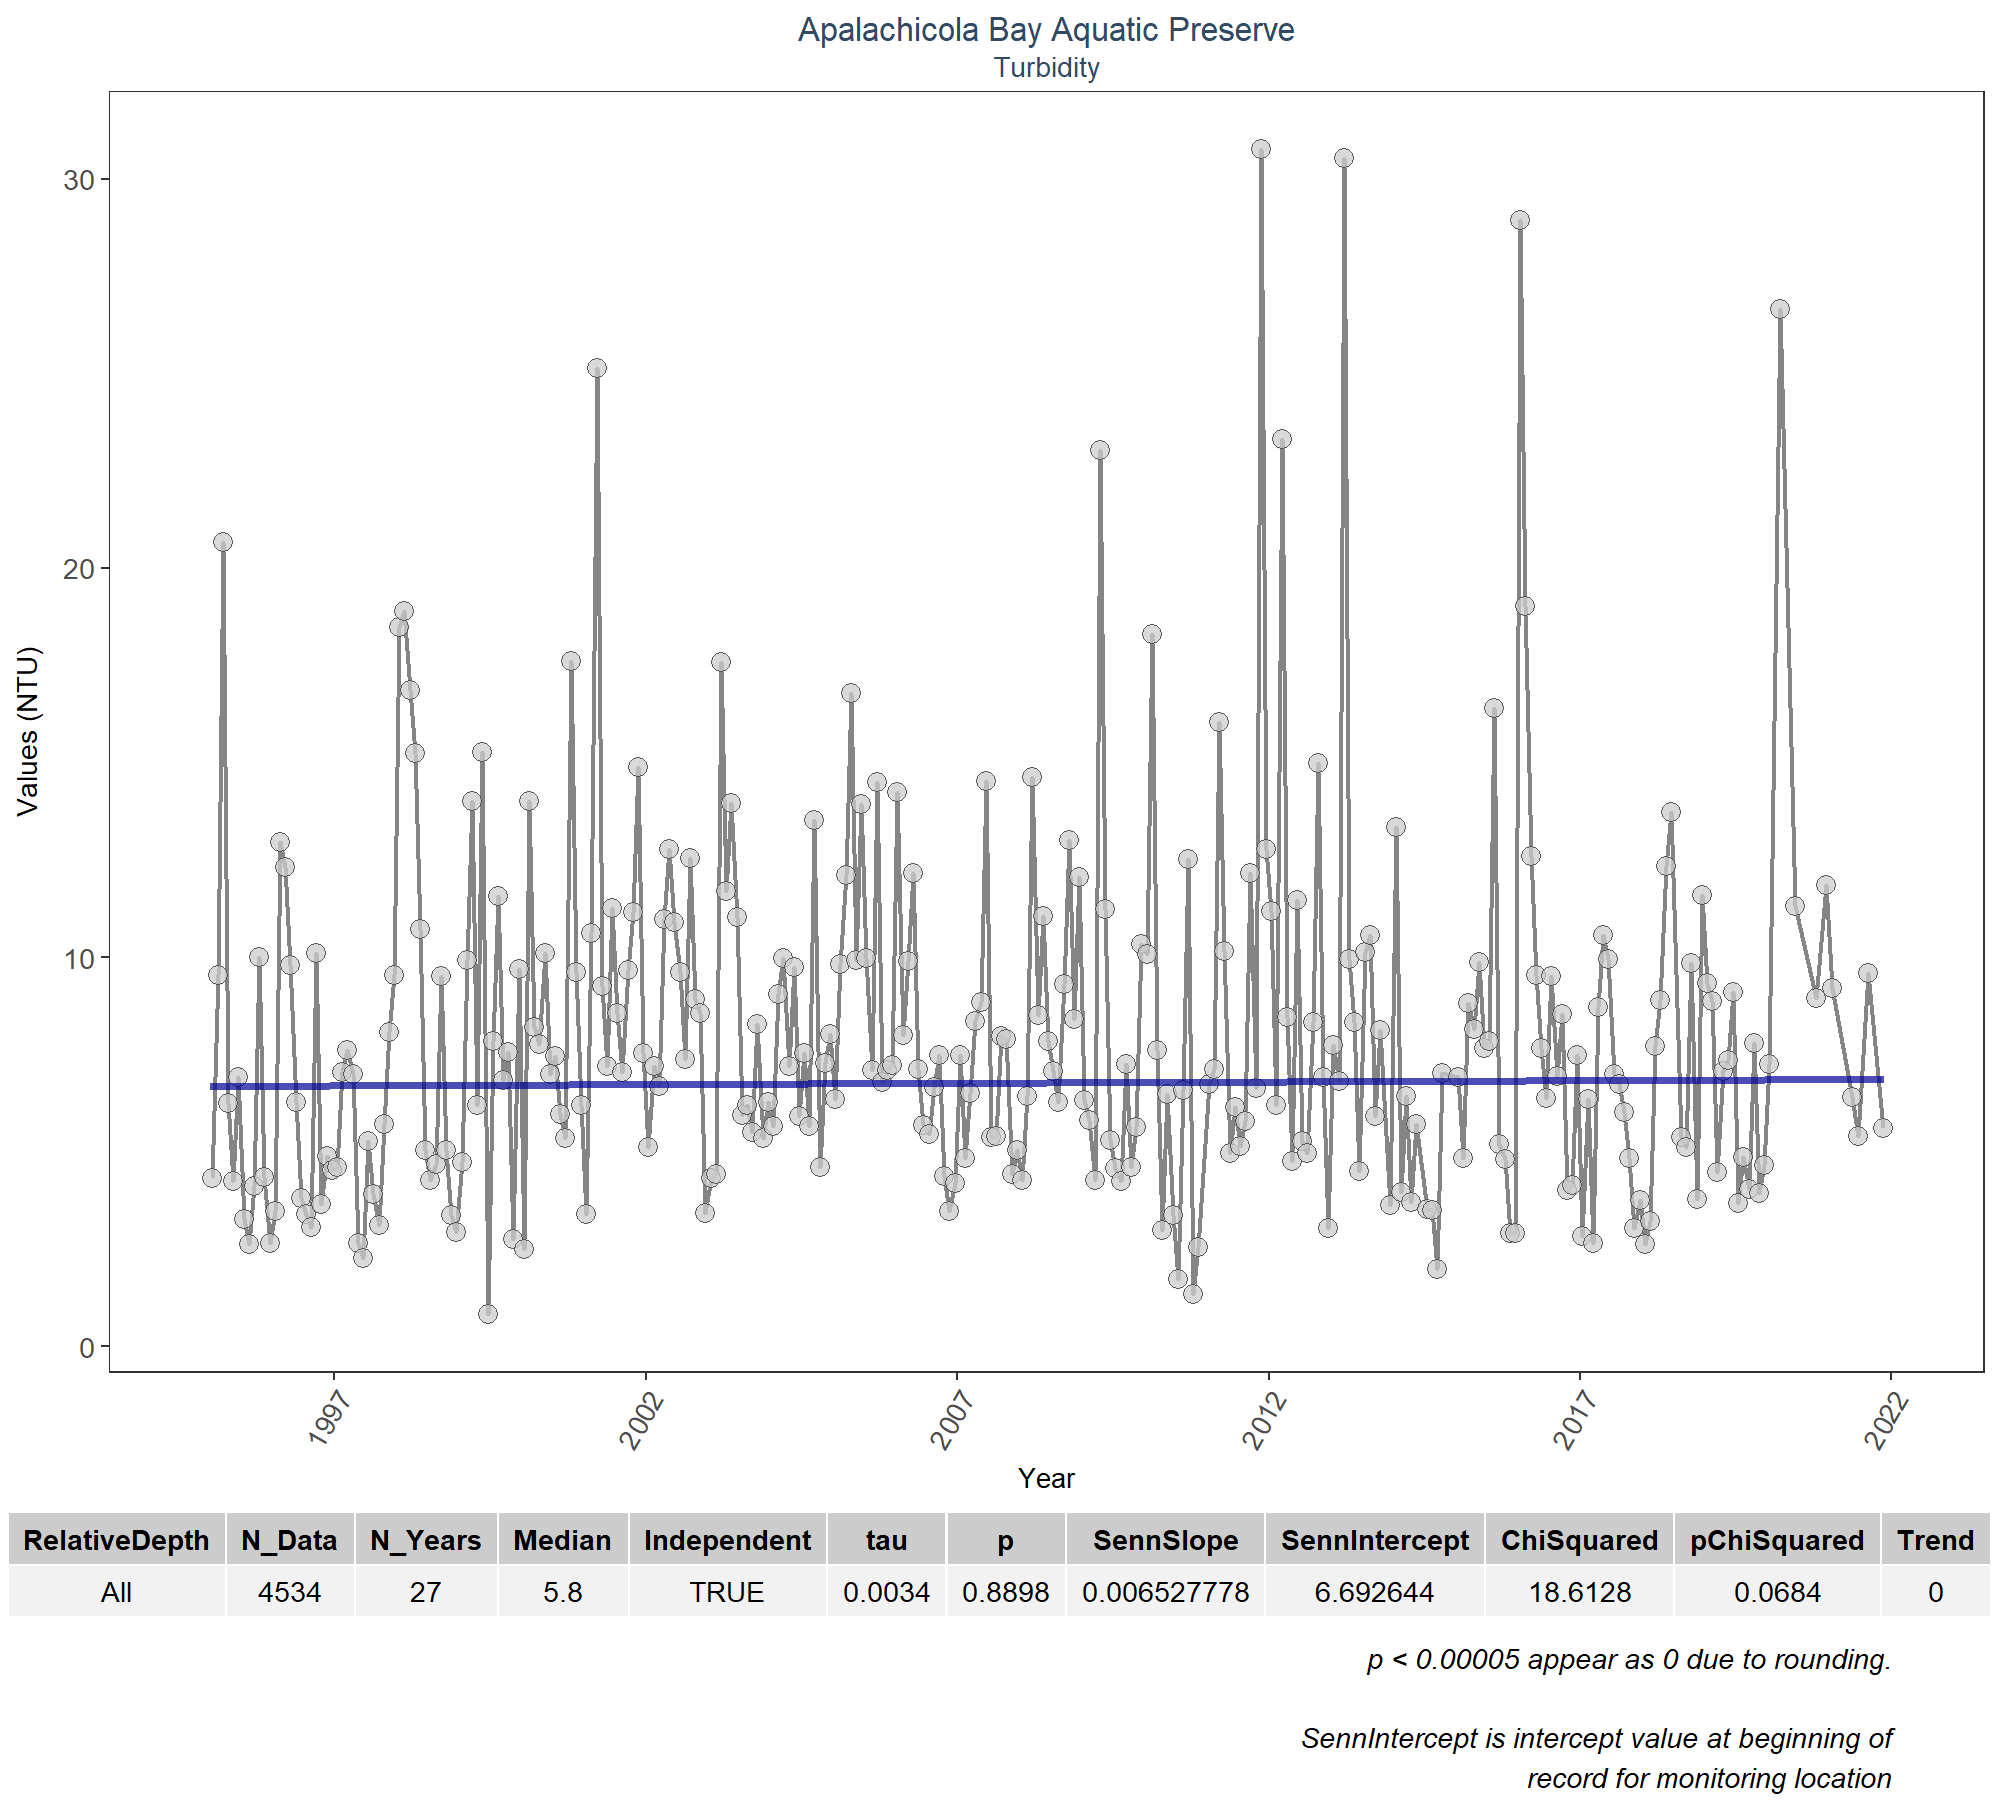 Apalachicola Bay Aquatic Preserve
Turbidity
30
20
10
0
Values (NTU)
1997 2002 2007 2012 2017 2022
Year
RelativeDepth N_Data N_Years Median Independent tau p SennSlope SennIntercept ChiSquared pChiSquared Trend
All 4534 27 5.8 TRUE 0.0034 0.8898 0.006527778 6.692644 18.6128 0.0684 0
p < 0.00005 appear as 0 due to rounding.
SennIntercept is intercept value at beginning of
record for monitoring location